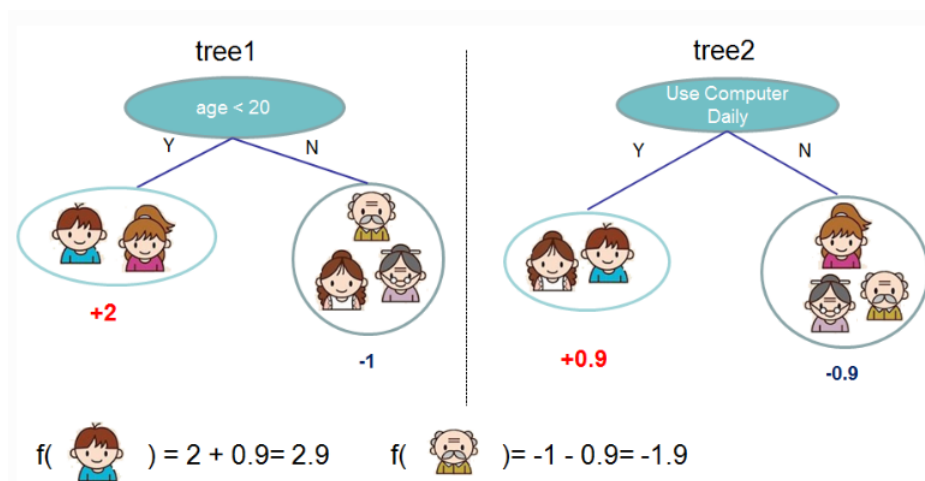 tree1
tree2
age < 20
Use Computer
Daily
Y
N
Y
N
+2
-1
+0.9
-0.9
f( ) = 2 + 0.9= 2.9
f( )= -1 - 0.9= -1.9